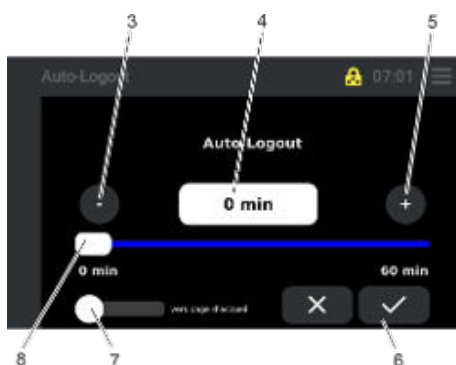 3 4 5
Auto-Logout 07:01
Auto-Logout
- 0 min +
0 min 60 min
vers page d'accueil
8 7 6